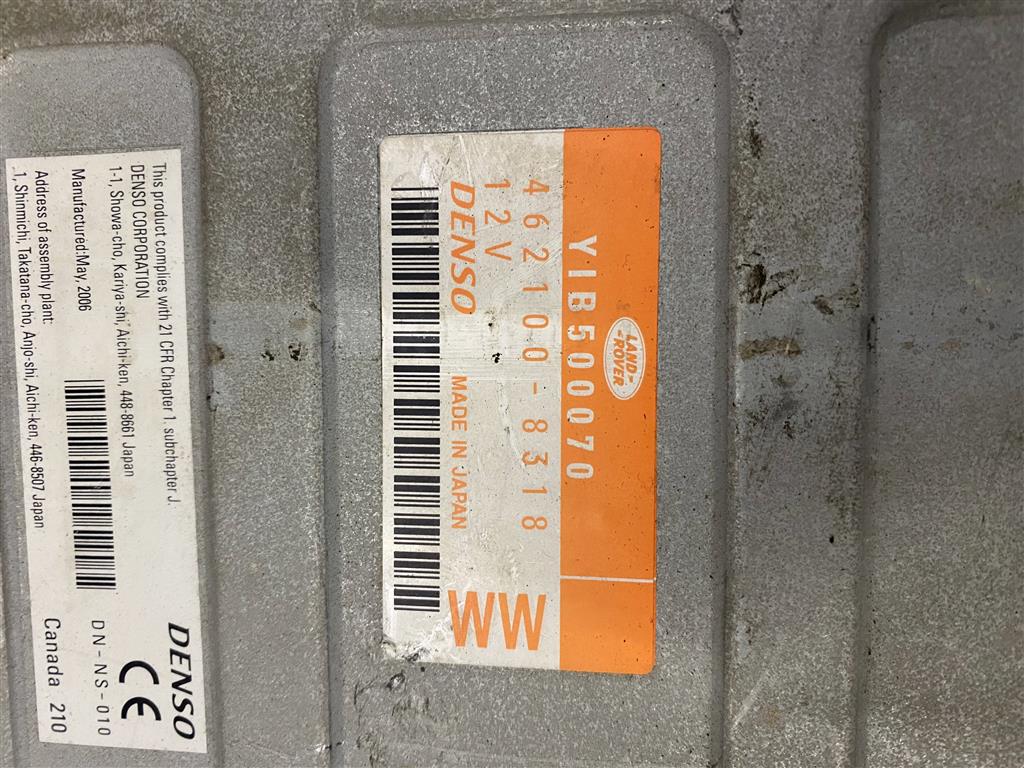 LAND-
-ROVER
YIB500070
462100-8318
12V
DENSO MADE IN JAPAN
WW
This product complies with 21 CFR Chapter 1. subchapter J.
DENSO CORPORATION
1-1, Showa-cho, Kariya-shi, Aichi-ken, 448-8661 Japan
Manufactured:May, 2006
Address of assembly plant:
.1, Shinmichi, Takatana-cho, Anjo-shi, Aichi-ken, 446-8507 Japan
DENSO
CE
DN-NS-010
Canada 210